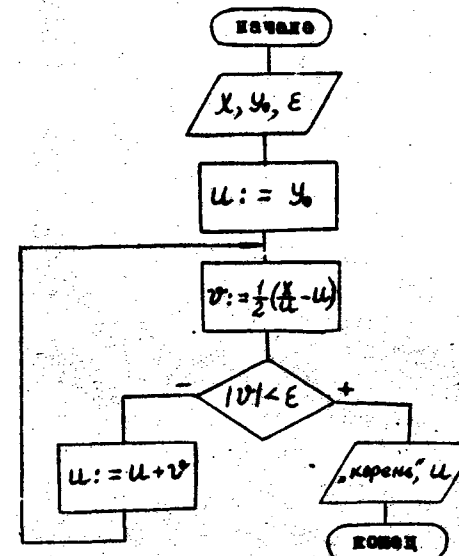 начало
X, y₀, ε
u := y₀
v := 1/2 (x/u - u)
|v| < ε
- +
u := u + v
„корень", u
конец